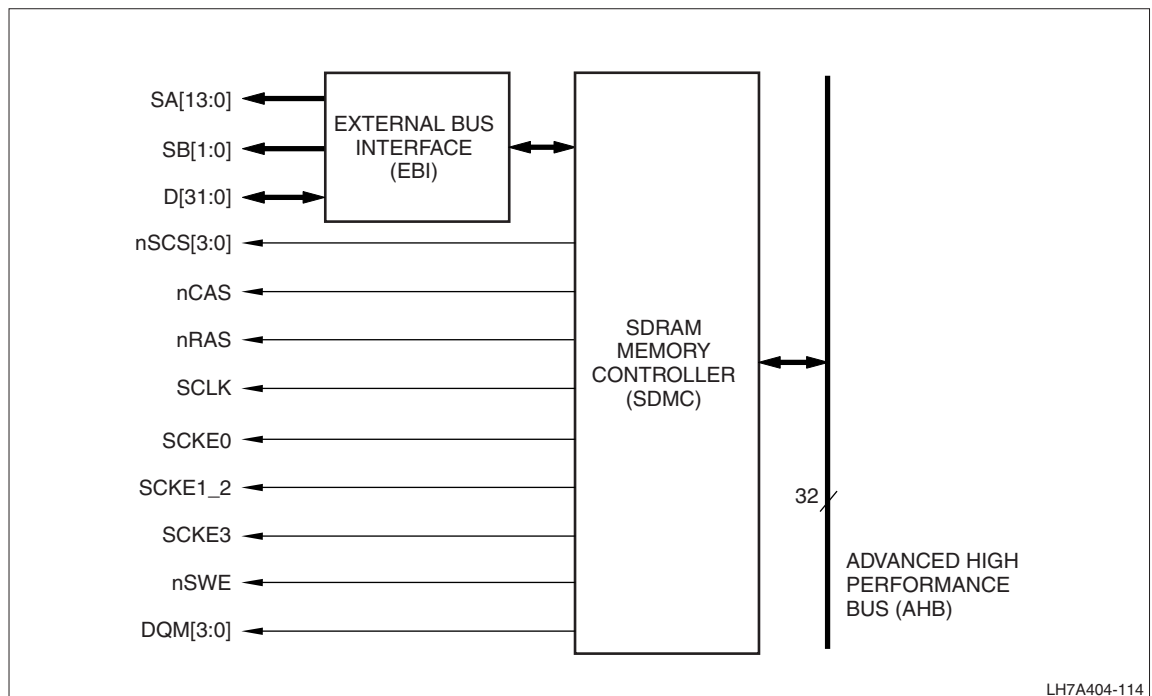 SA[13:0]
SB[1:0]
D[31:0]
nSCS[3:0]
nCAS
nRAS
SCLK
SCKE0
SCKE1_2
SCKE3
nSWE
DQM[3:0]
EXTERNAL BUS
INTERFACE
(EBI)
SDRAM
MEMORY
CONTROLLER
(SDMC)
32
ADVANCED HIGH
PERFORMANCE
BUS (AHB)
LH7A404-114